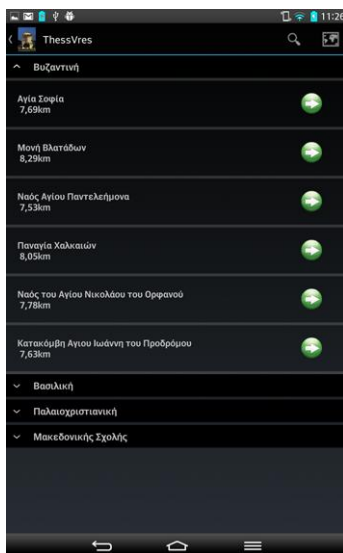 11:26
ThessVres
Βυζαντινή
Αγία Σοφία
7,69km
Μονή Βλατάδων
8,29km
Ναός Αγίου Παντελεήμονα
7,53km
Παναγία Χαλκαιών
8,05km
Ναός του Αγίου Νικολάου του Ορφανού
7,78km
Κατακόμβη Αγιου Ιωάννη του Προδρόμου
7,63km
Βασιλική
Παλαιοχριστιανική
Μακεδονικής Σχολής